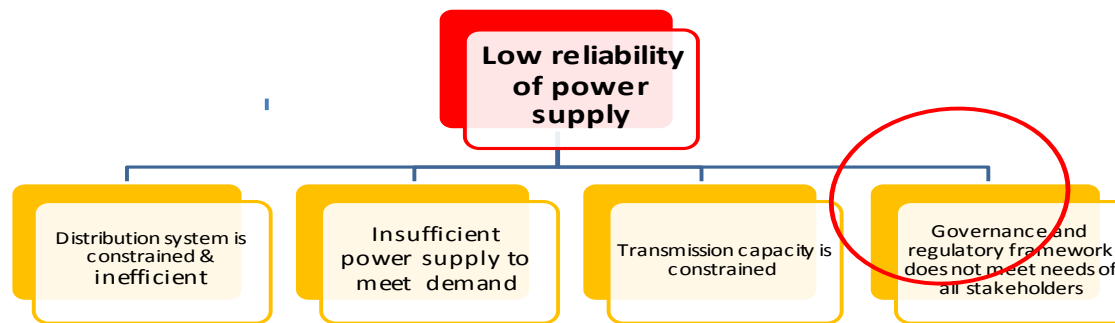 Low reliability
of power
supply
Distribution system is
constrained &
inefficient
Insufficient
power supply to
meet demand
Transmission capacity is
constrained
Governance and
regulatory framework
does not meet needs of
all stakeholders